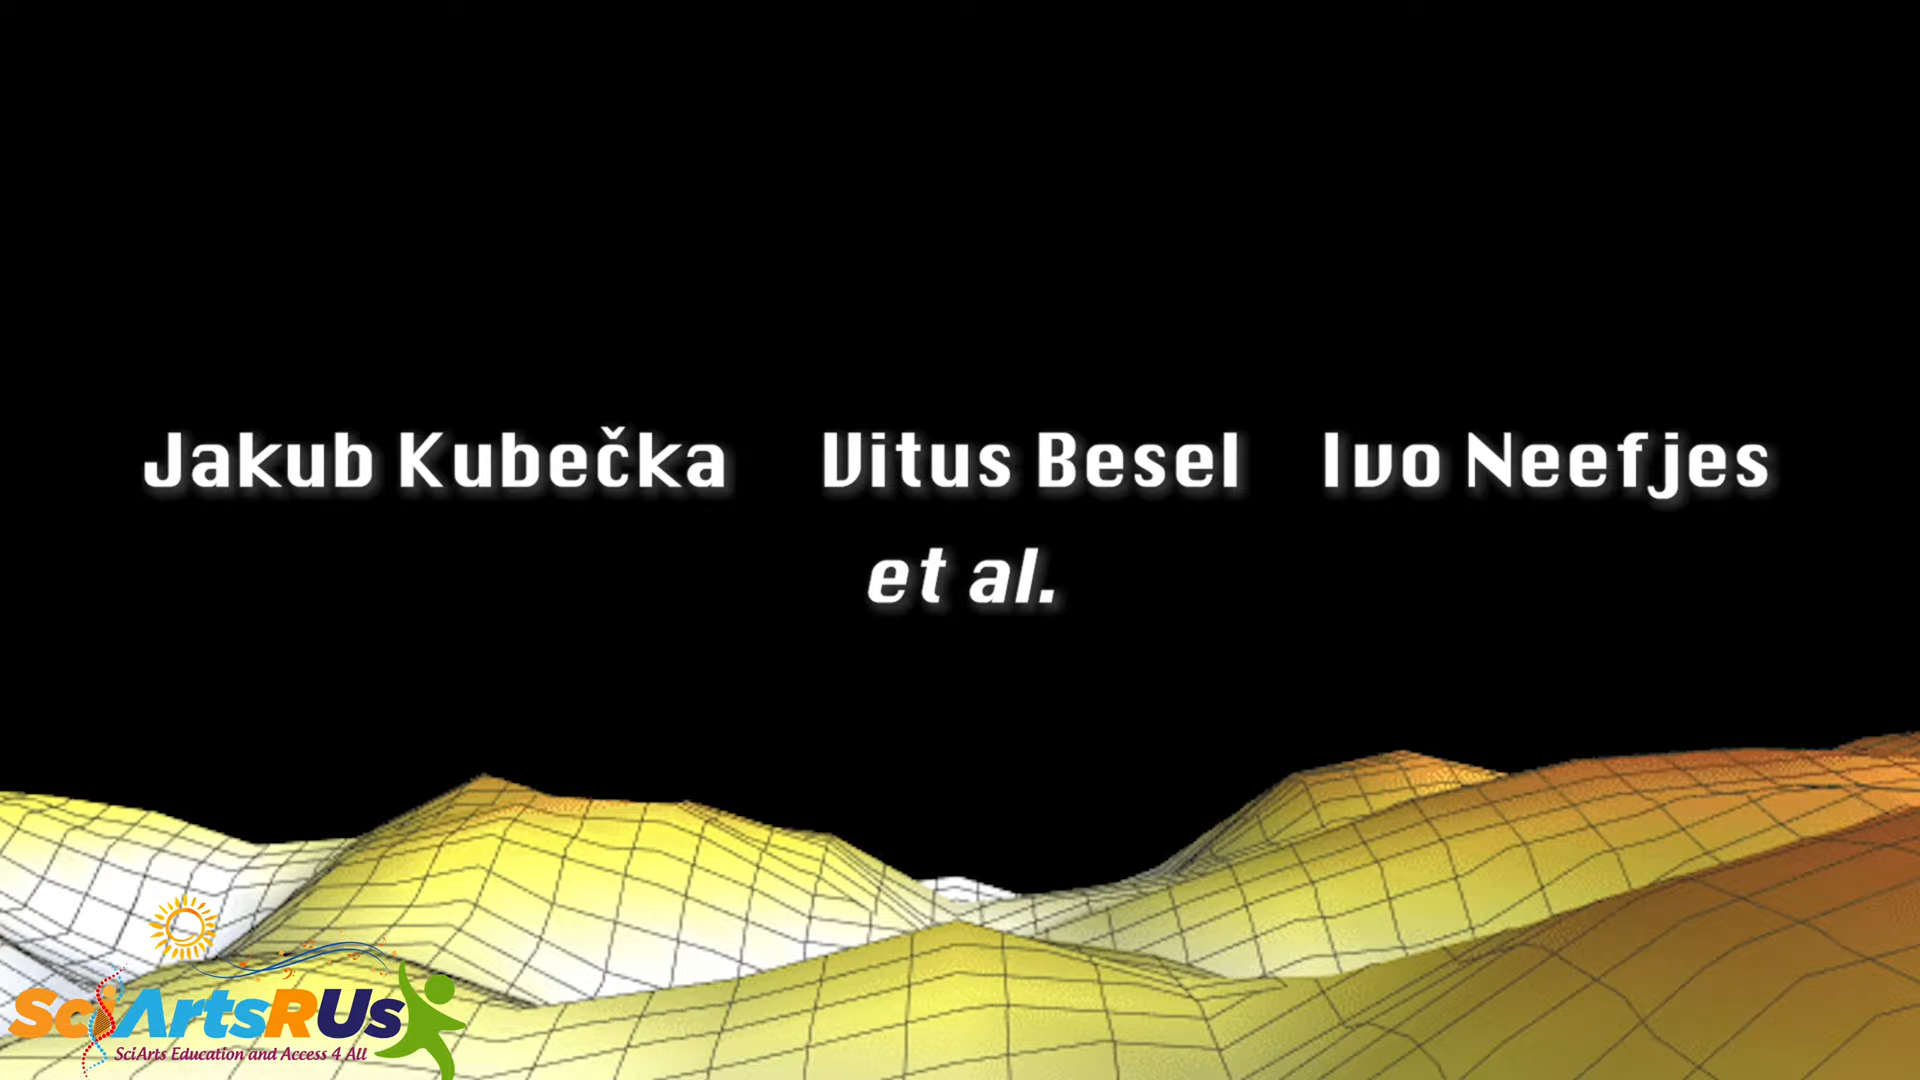 Jakub Kubečka Vitus Besel Ivo Neefjes
et al.
SciArtsRUs
SciArts Education and Access 4 All